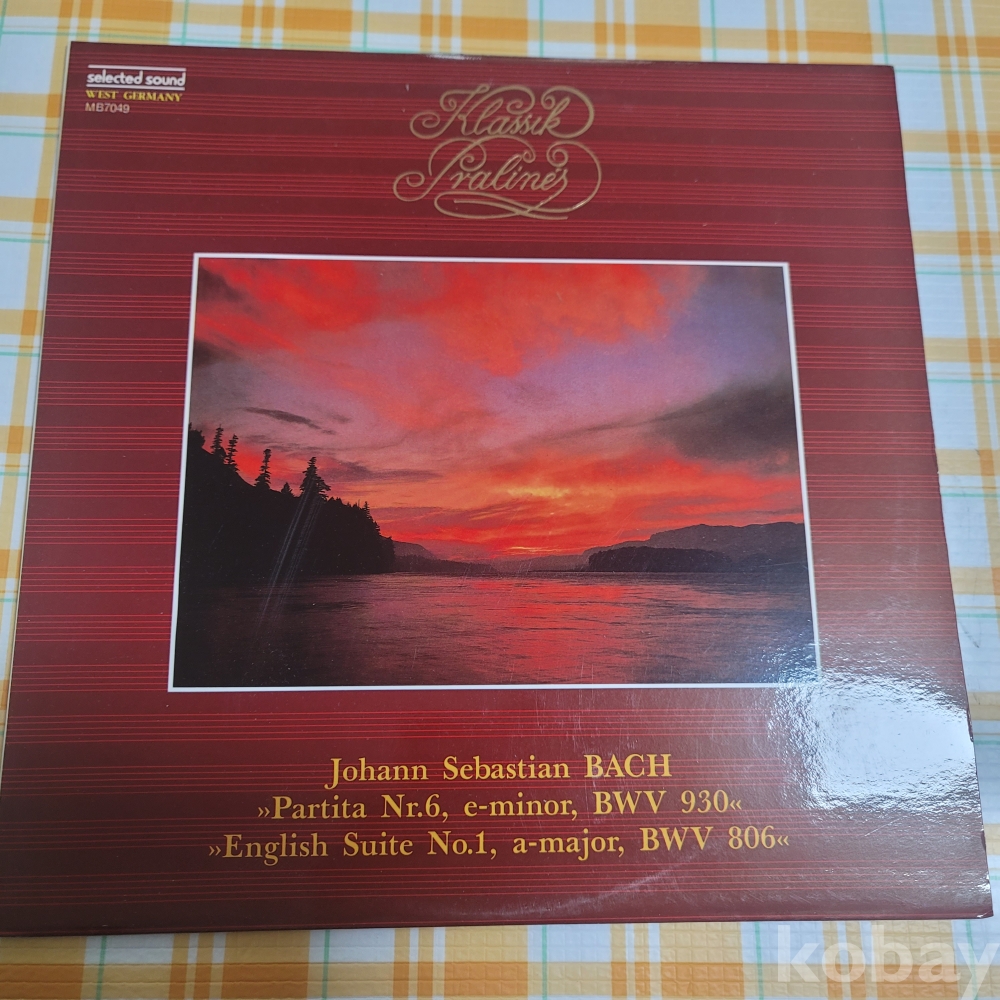 selected sound
WEST GERMANY
MB7049
Klassik
Pralinés
Johann Sebastian BACH
»Partita Nr.6, e-minor, BWV 930«
»English Suite No.1, a-major, BWV 806«
kobay